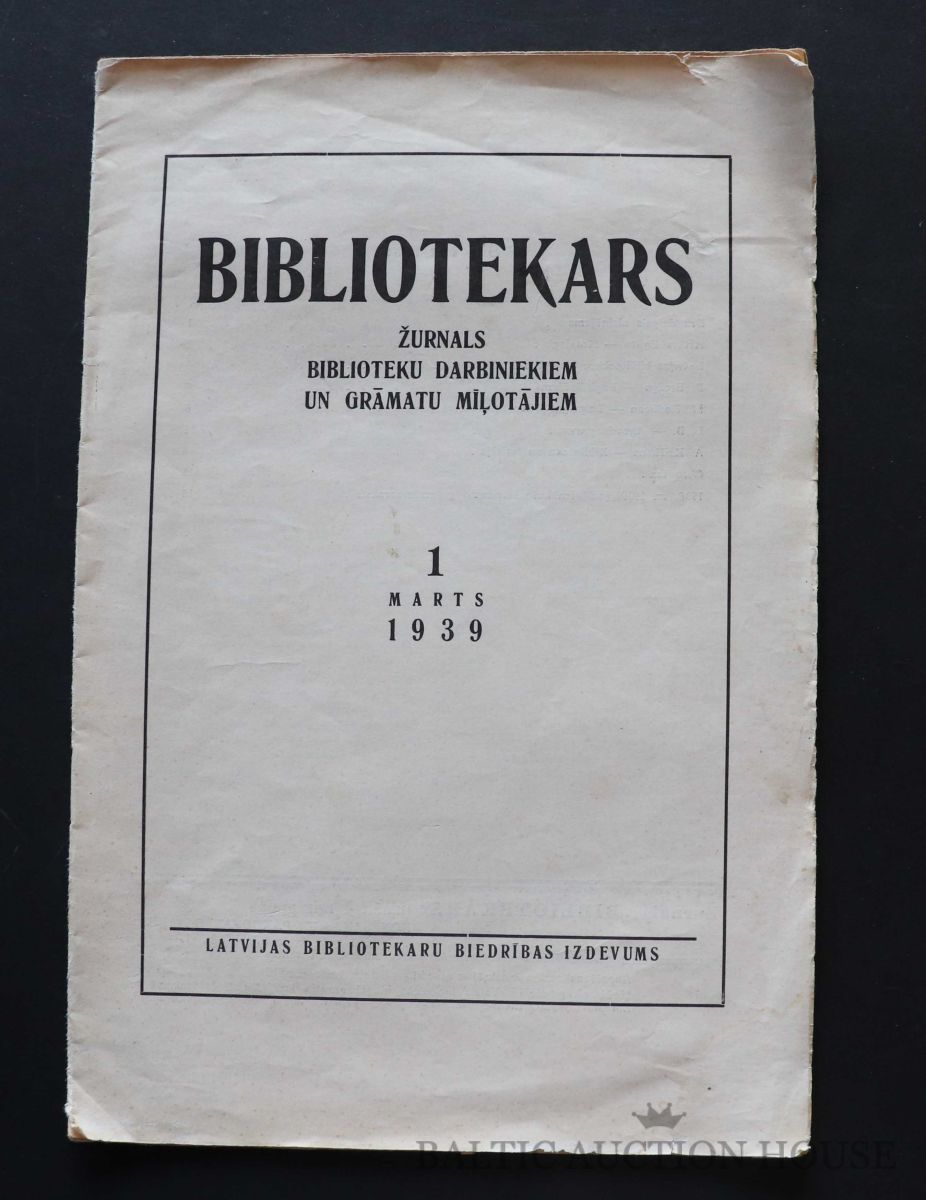 BIBLIOTEKARS
ŽURNALS
BIBLIOTEKU DARBINIEKIEM
UN GRĀMATU MĪĻOTĀJIEM
1
MARTS
1939
LATVIJAS BIBLIOTEKARU BIEDRĪBAS IZDEVUMS
BALTIC AUCTION HOUSE